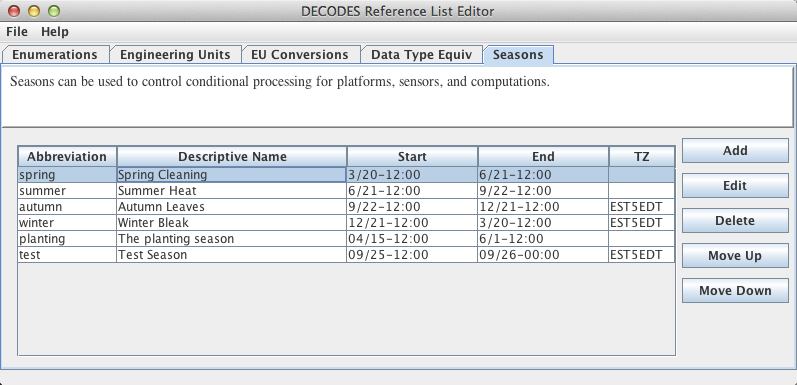 DECODES Reference List Editor
File Help
Enumerations Engineering Units EU Conversions Data Type Equiv Seasons
Seasons can be used to control conditional processing for platforms, sensors, and computations.
Abbreviation Descriptive Name Start End TZ
spring Spring Cleaning 3/20-12:00 6/21-12:00
summer Summer Heat 6/21-12:00 9/22-12:00
autumn Autumn Leaves 9/22-12:00 12/21-12:00 EST5EDT
winter Winter Bleak 12/21-12:00 3/20-12:00 EST5EDT
planting The planting season 04/15-12:00 6/1-12:00
test Test Season 09/25-12:00 09/26-00:00 EST5EDT
Add
Edit
Delete
Move Up
Move Down